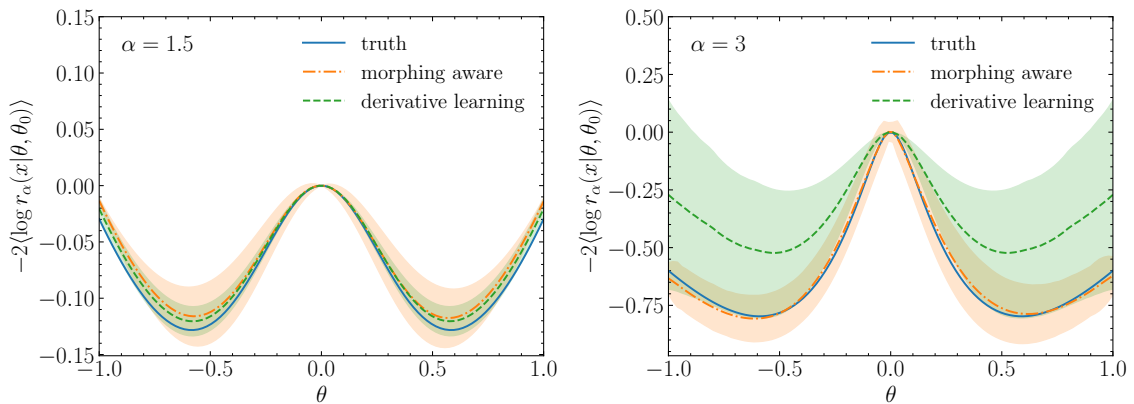 α = 1.5
truth
morphing aware
derivative learning
−2⟨log r_α(x|θ, θ_0)⟩
0.15
0.10
0.05
0.00
−0.05
−0.10
−0.15
−1.0 −0.5 0.0 0.5 1.0
θ
α = 3
truth
morphing aware
derivative learning
−2⟨log r_α(x|θ, θ_0)⟩
0.50
0.25
0.00
−0.25
−0.50
−0.75
−1.0 −0.5 0.0 0.5 1.0
θ